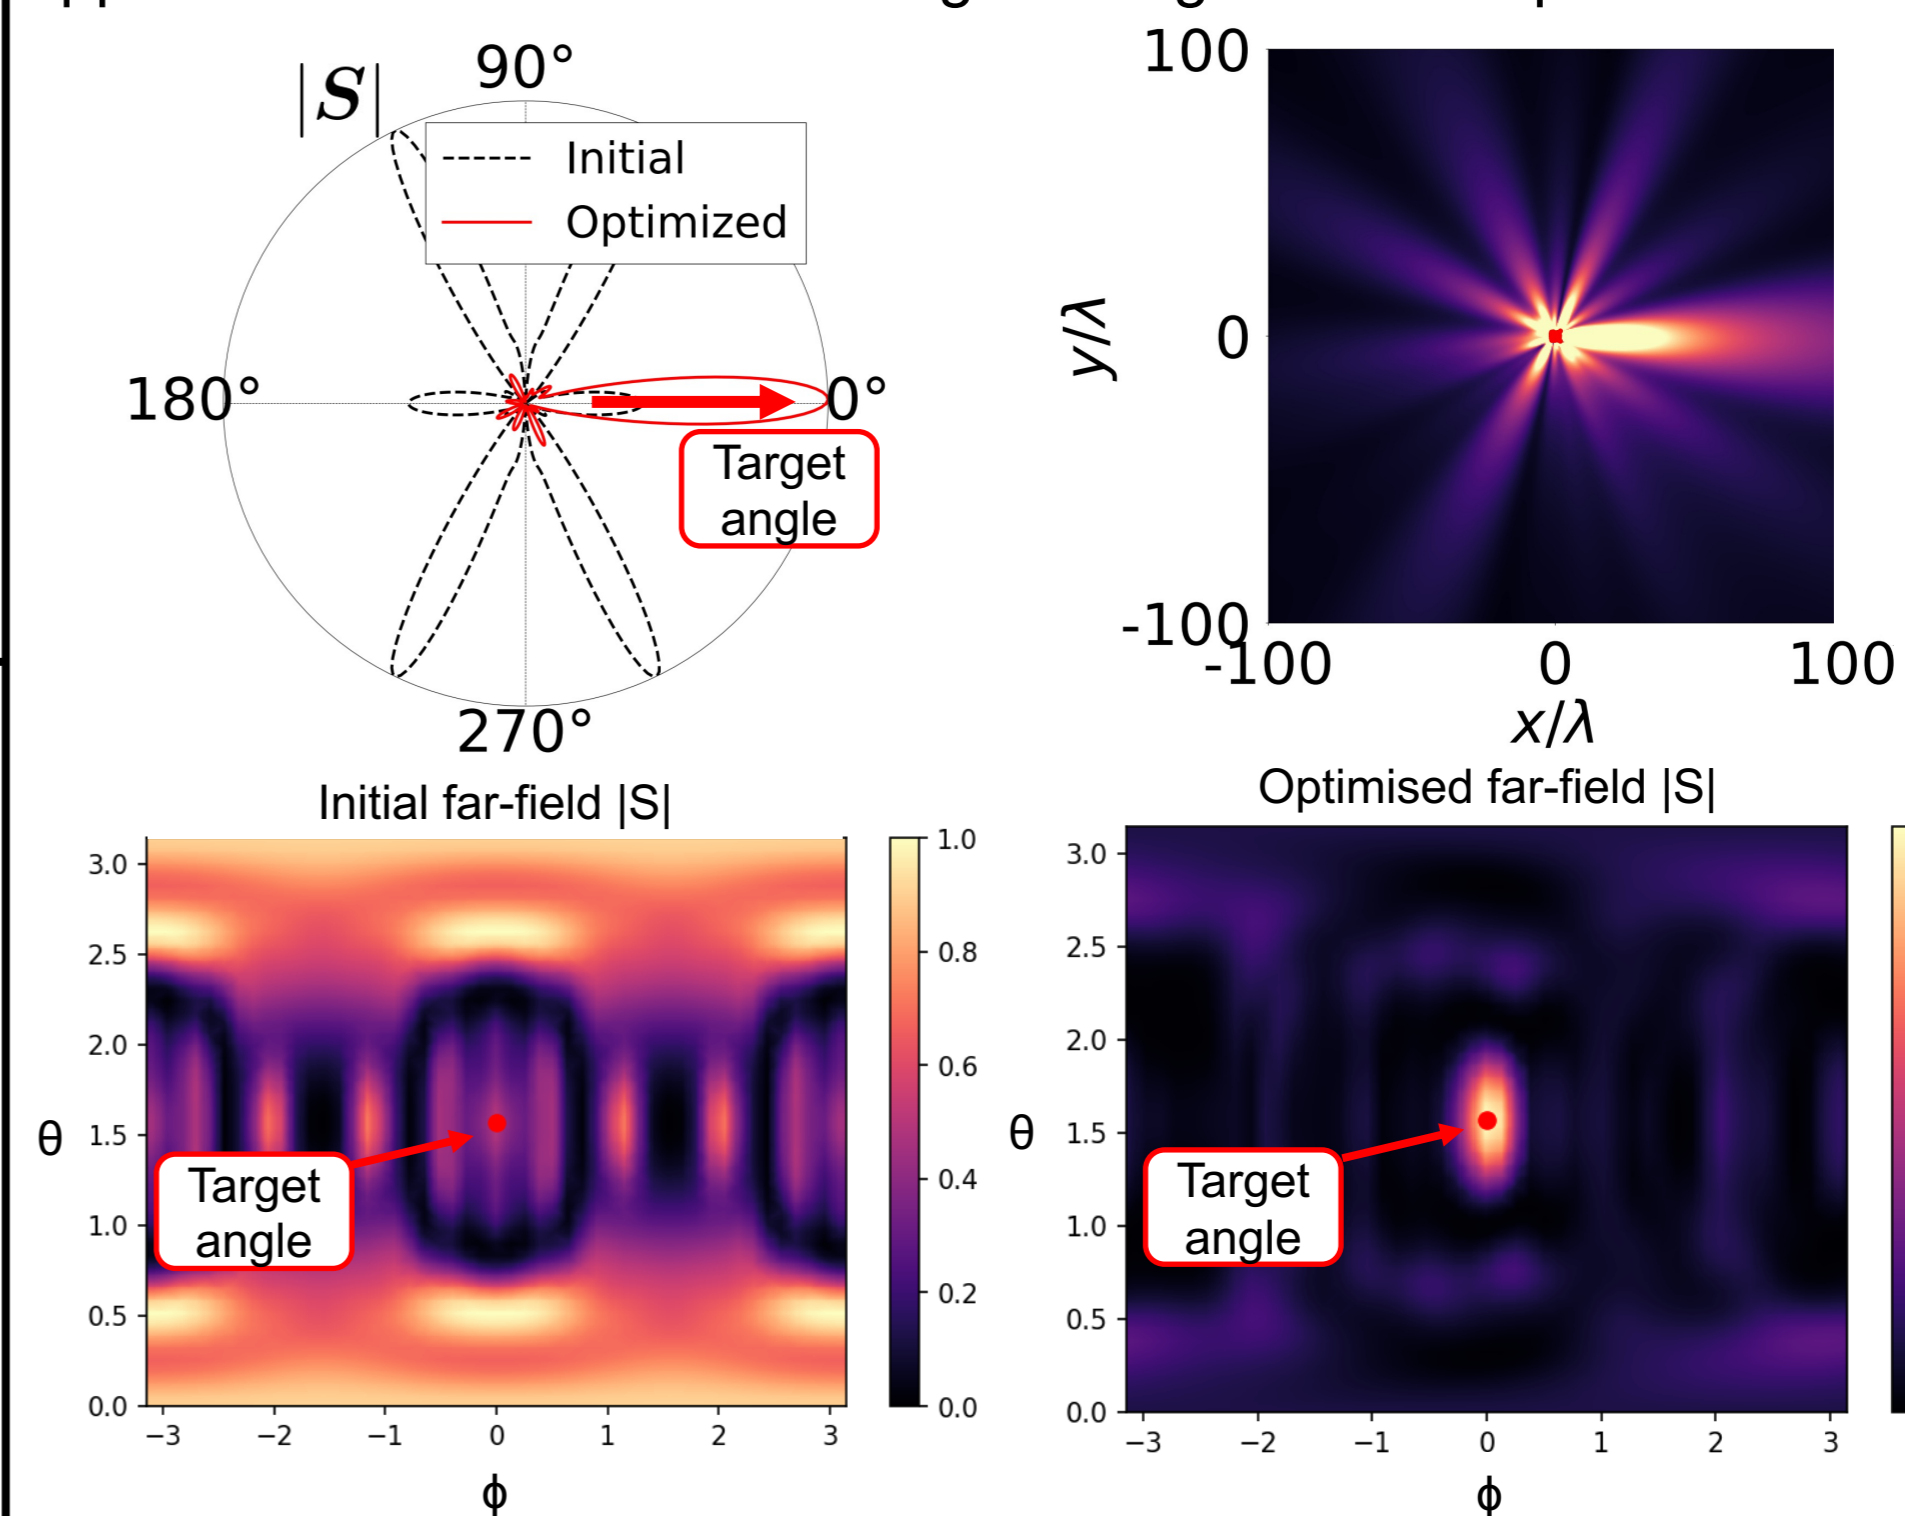 |S|
90°
Initial
Optimized
180°
0°
Target
angle
270°
100
0
-100
y/λ
-100
0
100
x/λ
Initial far-field |S|
3.0
2.5
2.0
1.5
1.0
0.5
0.0
θ
Target
angle
−3
−2
−1
0
1
2
3
ϕ
1.0
0.8
0.6
0.4
0.2
0.0
Optimised far-field |S|
3.0
2.5
2.0
1.5
1.0
0.5
0.0
θ
Target
angle
−3
−2
−1
0
1
2
3
ϕ